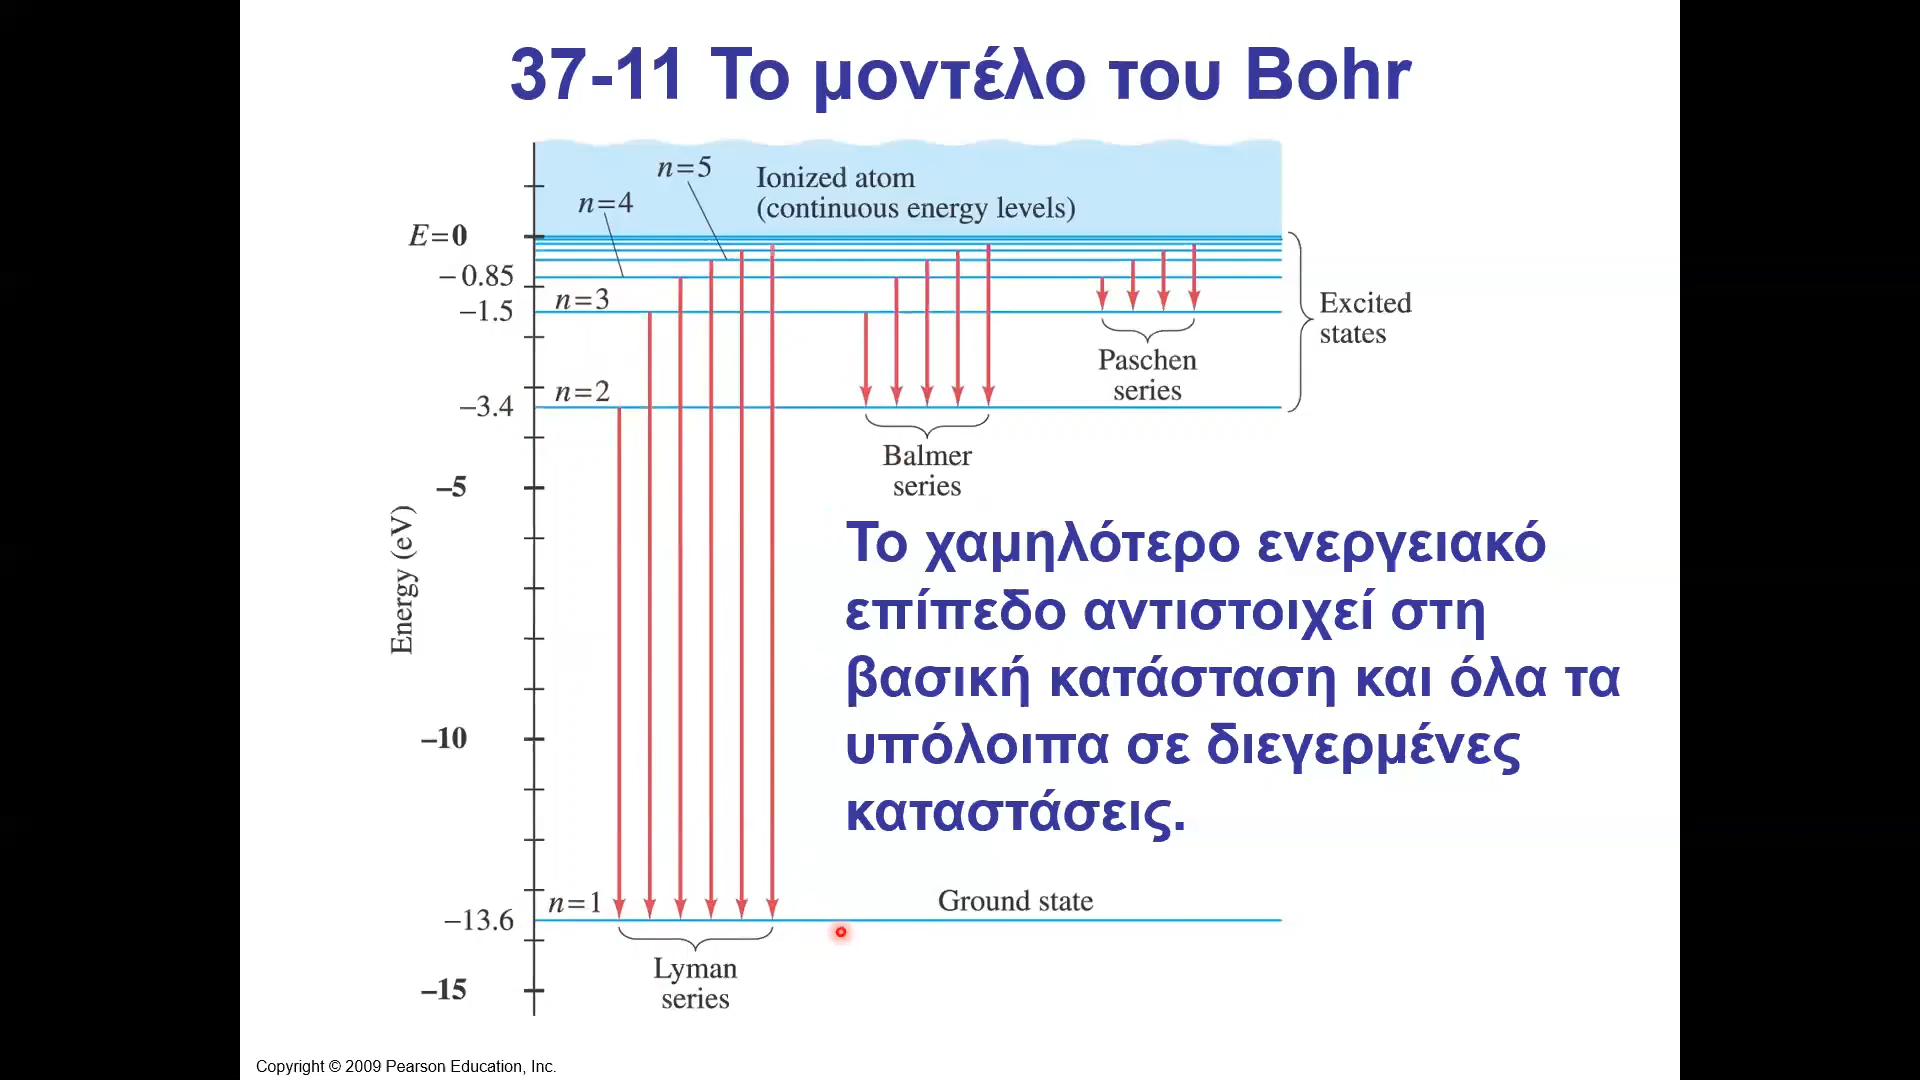 37-11 Το μοντέλο του Bohr
n=5
Ionized atom
n=4
(continuous energy levels)
E=0
–0.85
n=3
–1.5
Excited
states
Paschen
series
n=2
–3.4
Balmer
series
–5
Energy (eV)
Το χαμηλότερο ενεργειακό
επίπεδο αντιστοιχεί στη
βασική κατάσταση και όλα τα
υπόλοιπα σε διεγερμένες
καταστάσεις.
–10
n=1
Ground state
–13.6
Lyman
series
–15
Copyright © 2009 Pearson Education, Inc.